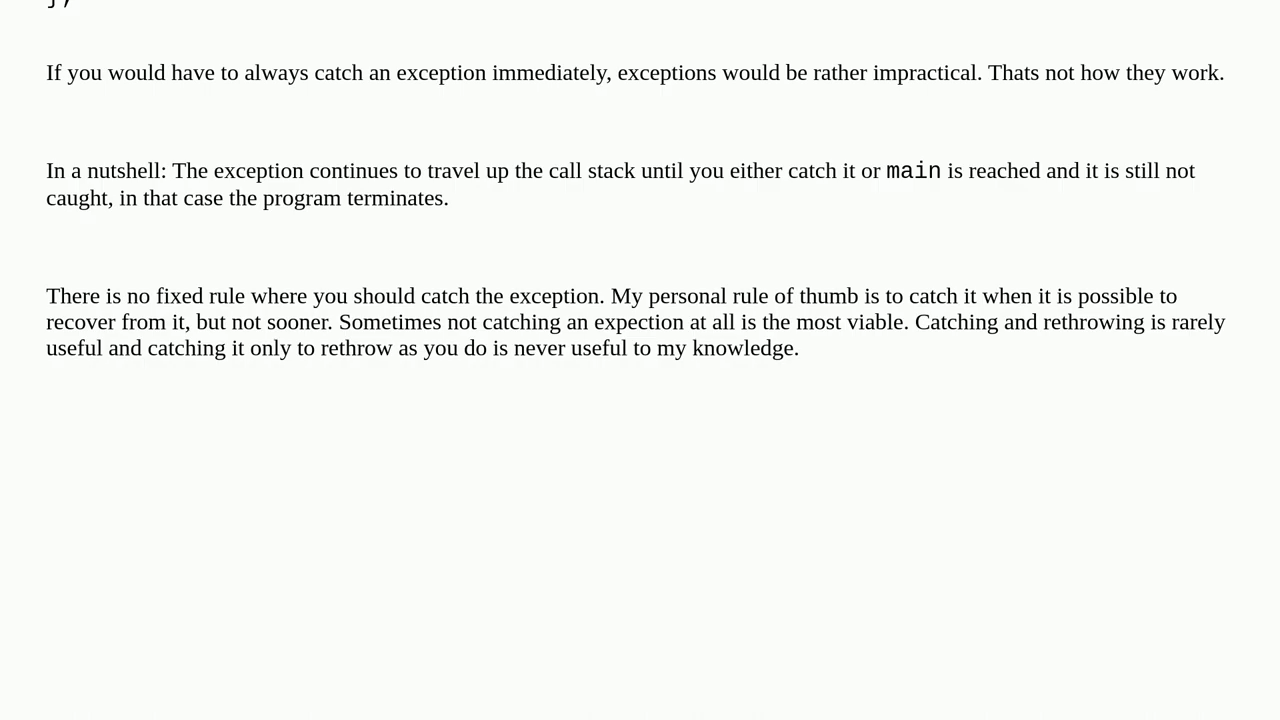 };
If you would have to always catch an exception immediately, exceptions would be rather impractical. Thats not how they work.
In a nutshell: The exception continues to travel up the call stack until you either catch it or main is reached and it is still not
caught, in that case the program terminates.
There is no fixed rule where you should catch the exception. My personal rule of thumb is to catch it when it is possible to
recover from it, but not sooner. Sometimes not catching an expection at all is the most viable. Catching and rethrowing is rarely
useful and catching it only to rethrow as you do is never useful to my knowledge.